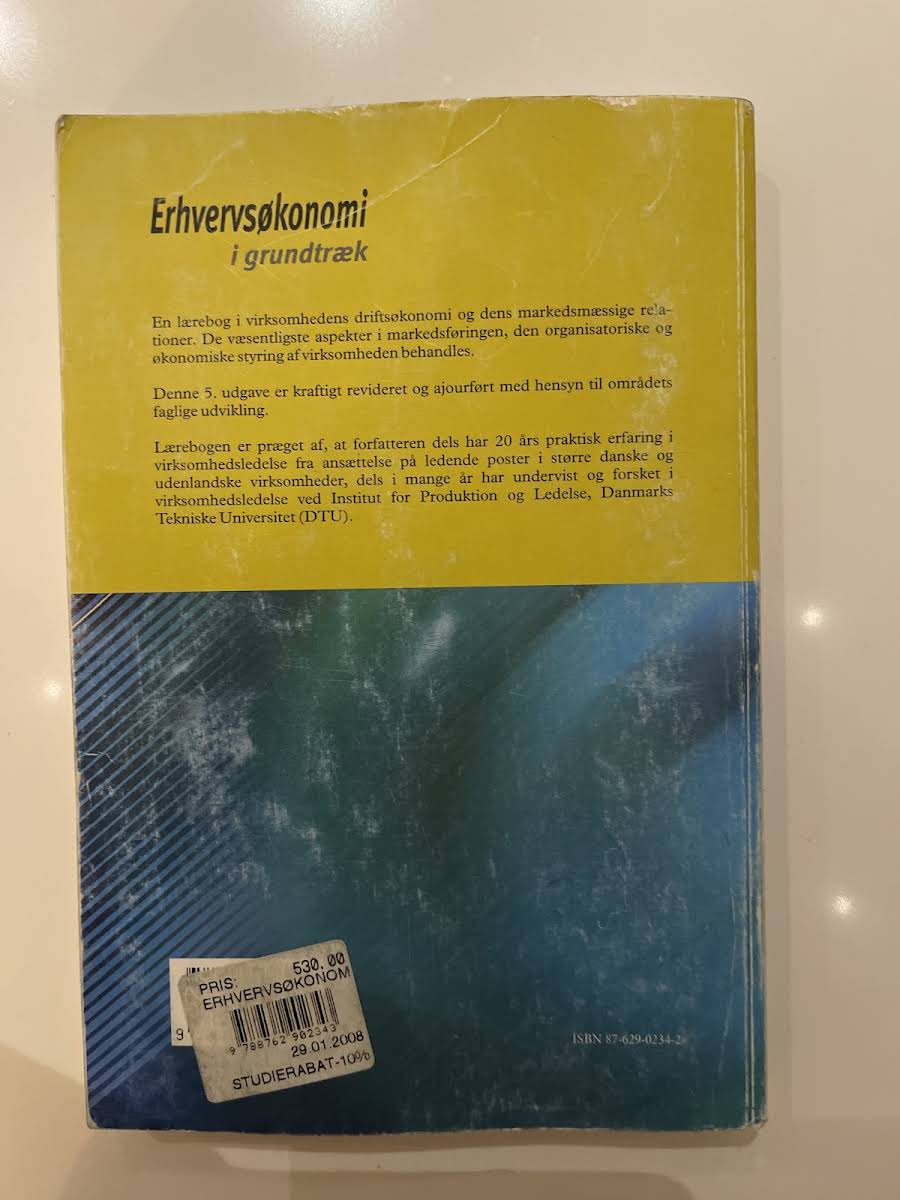 Erhvervsøkonomi
i grundtræk
En lærebog i virksomhedens driftsøkonomi og dens markedsmæssige rela-
tioner. De væsentligste aspekter i markedsføringen, den organisatoriske og
økonomiske styring af virksomheden behandles.
Denne 5. udgave er kraftigt revideret og ajourført med hensyn til områdets
faglige udvikling.
Lærebogen er præget af, at forfatteren dels har 20 års praktisk erfaring i
virksomhedsledelse fra ansættelse på ledende poster i større danske og
udenlandske virksomheder, dels i mange år har undervist og forsket i
virksomhedsledelse ved Institut for Produktion og Ledelse, Danmarks
Tekniske Universitet (DTU).
PRIS: 530.00
ERHVERVSØKONOM
9 788762 902343
29.01.2008
STUDIERABAT-10%
9
ISBN 87-629-0234-2